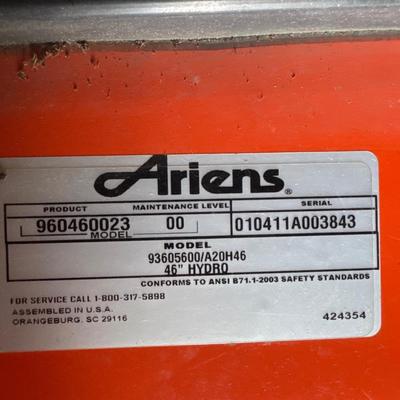 Ariens®
PRODUCT MAINTENANCE LEVEL SERIAL
960460023 00 010411A003843
MODEL
MODEL
93605600/A20H46
46" HYDRO
CONFORMS TO ANSI B71.1-2003 SAFETY STANDARDS
FOR SERVICE CALL 1-800-317-5898
ASSEMBLED IN U.S.A.
ORANGEBURG, SC 29116
424354